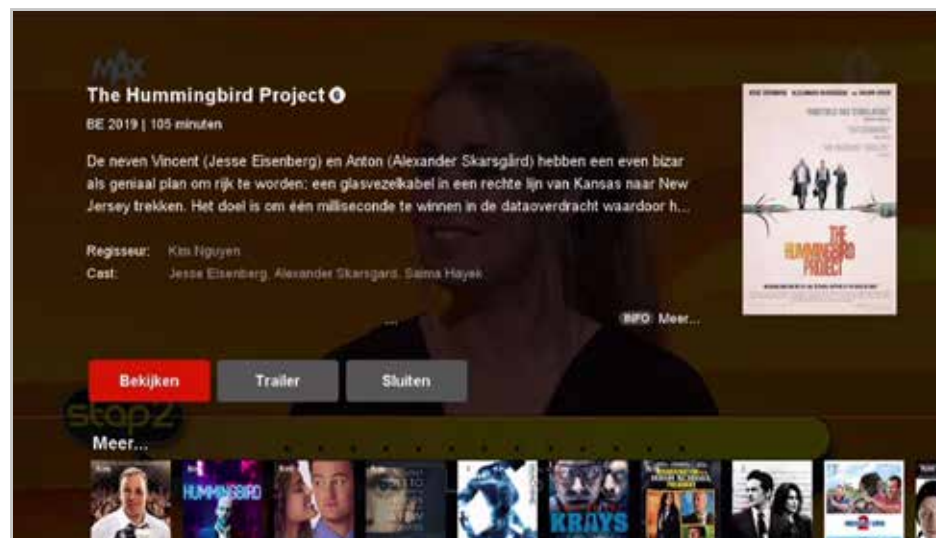 MAX
The Hummingbird Project 6
BE 2019 | 105 minuten
De neven Vincent (Jesse Eisenberg) en Anton (Alexander Skarsgård) hebben een even bizar
als geniaal plan om rijk te worden: een glasvezelkabel in een rechte lijn van Kansas naar New
Jersey trekken. Het doel is om één milliseconde te winnen in de dataoverdracht waardoor h...
Regisseur: Kim Nguyen
Cast: Jesse Eisenberg, Alexander Skarsgard, Salma Hayek
...
INFO Meer...
THE
HUMMINGBIRD
PROJECT
Bekijken Trailer Sluiten
stap2
Meer...
HUMMINGBIRD
KRAYS